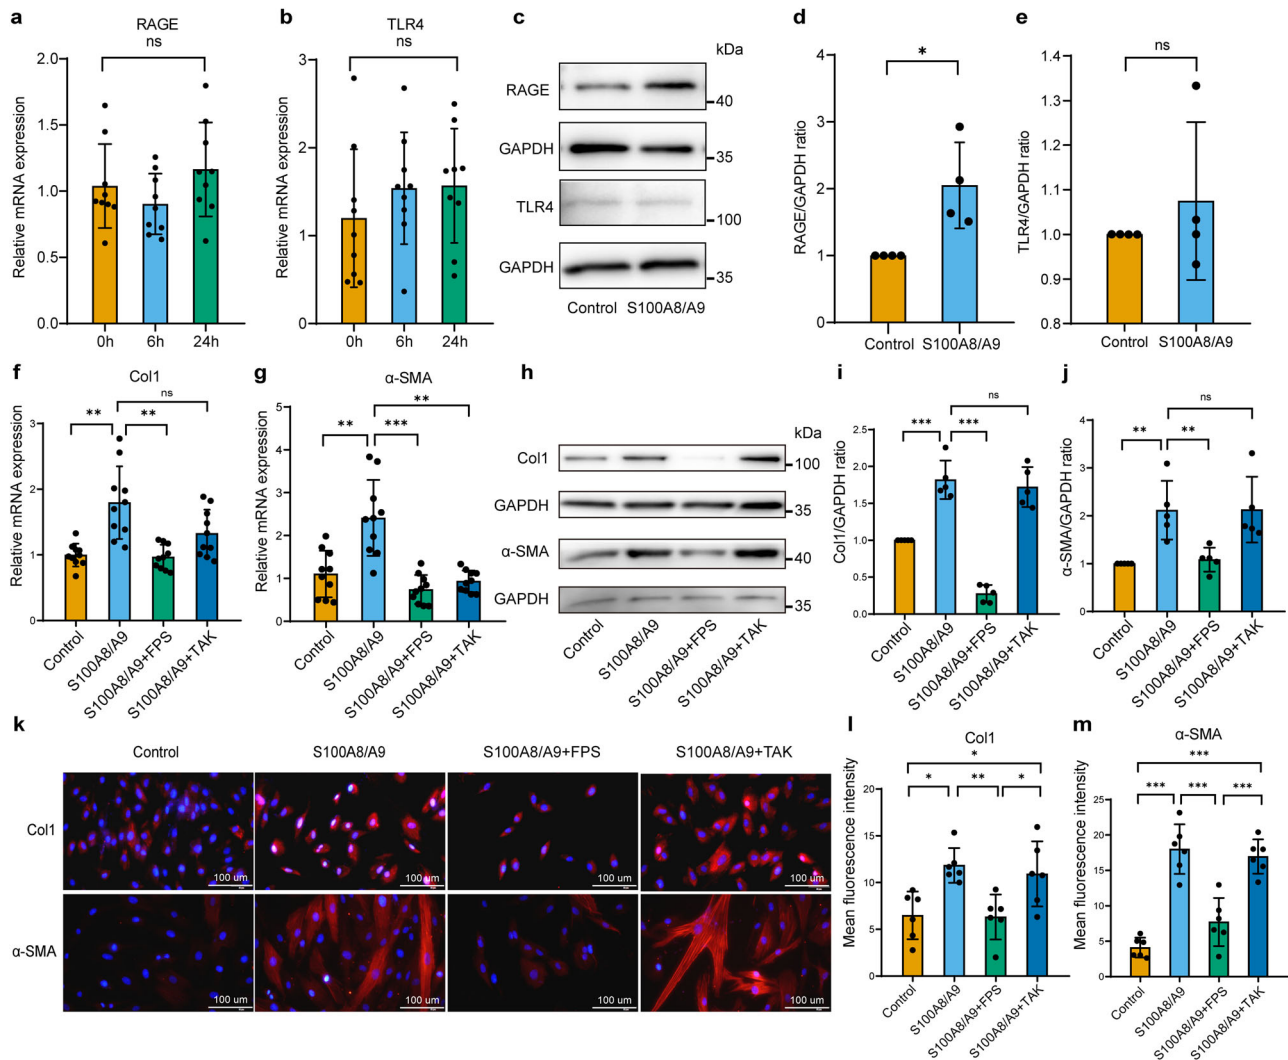 a
RAGE
ns
Relative mRNA expression
2.0
1.5
1.0
0.5
0.0
0h 6h 24h
b
TLR4
ns
Relative mRNA expression
3
2
1
0
0h 6h 24h
c
kDa
RAGE
40
GAPDH
35
TLR4
100
GAPDH
35
Control S100A8/A9
d
*
RAGE/GAPDH ratio
4
3
2
1
0
Control S100A8/A9
e
ns
TLR4/GAPDH ratio
1.4
1.3
1.2
1.1
1.0
0.9
0.8
Control S100A8/A9
f
Col1
ns
** **
Relative mRNA expression
3
2
1
0
Control
S100A8/A9
S100A8/A9+FPS
S100A8/A9+TAK
g
α-SMA
**
** ***
Relative mRNA expression
5
4
3
2
1
0
Control
S100A8/A9
S100A8/A9+FPS
S100A8/A9+TAK
h
kDa
Col1
100
GAPDH
35
α-SMA
40
GAPDH
35
Control
S100A8/A9
S100A8/A9+FPS
S100A8/A9+TAK
i
ns
*** ***
Col1/GAPDH ratio
2.5
2.0
1.5
1.0
0.5
0.0
Control
S100A8/A9
S100A8/A9+FPS
S100A8/A9+TAK
j
ns
** **
α-SMA/GAPDH ratio
4
3
2
1
0
Control
S100A8/A9
S100A8/A9+FPS
S100A8/A9+TAK
k
Control S100A8/A9 S100A8/A9+FPS S100A8/A9+TAK
Col1
100 um 100 um 100 um 100 um
α-SMA
100 um 100 um 100 um 100 um
l
Col1
*
* ** *
Mean fluorescence intensity
20
15
10
5
0
Control
S100A8/A9
S100A8/A9+FPS
S100A8/A9+TAK
m
α-SMA
***
*** *** ***
Mean fluorescence intensity
25
20
15
10
5
0
Control
S100A8/A9
S100A8/A9+FPS
S100A8/A9+TAK